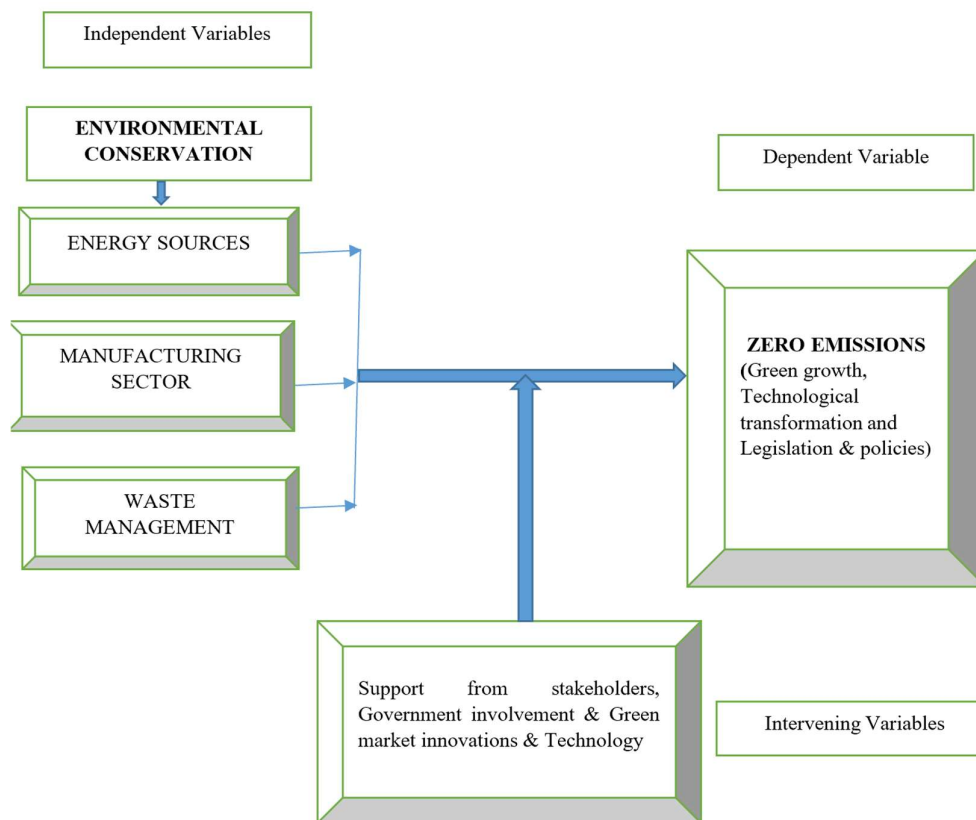 Independent Variables
ENVIRONMENTAL
CONSERVATION
Dependent Variable
ENERGY SOURCES
MANUFACTURING
SECTOR
ZERO EMISSIONS
(Green growth,
Technological
transformation and
Legislation & policies)
WASTE
MANAGEMENT
Support from stakeholders,
Government involvement & Green
market innovations & Technology
Intervening Variables